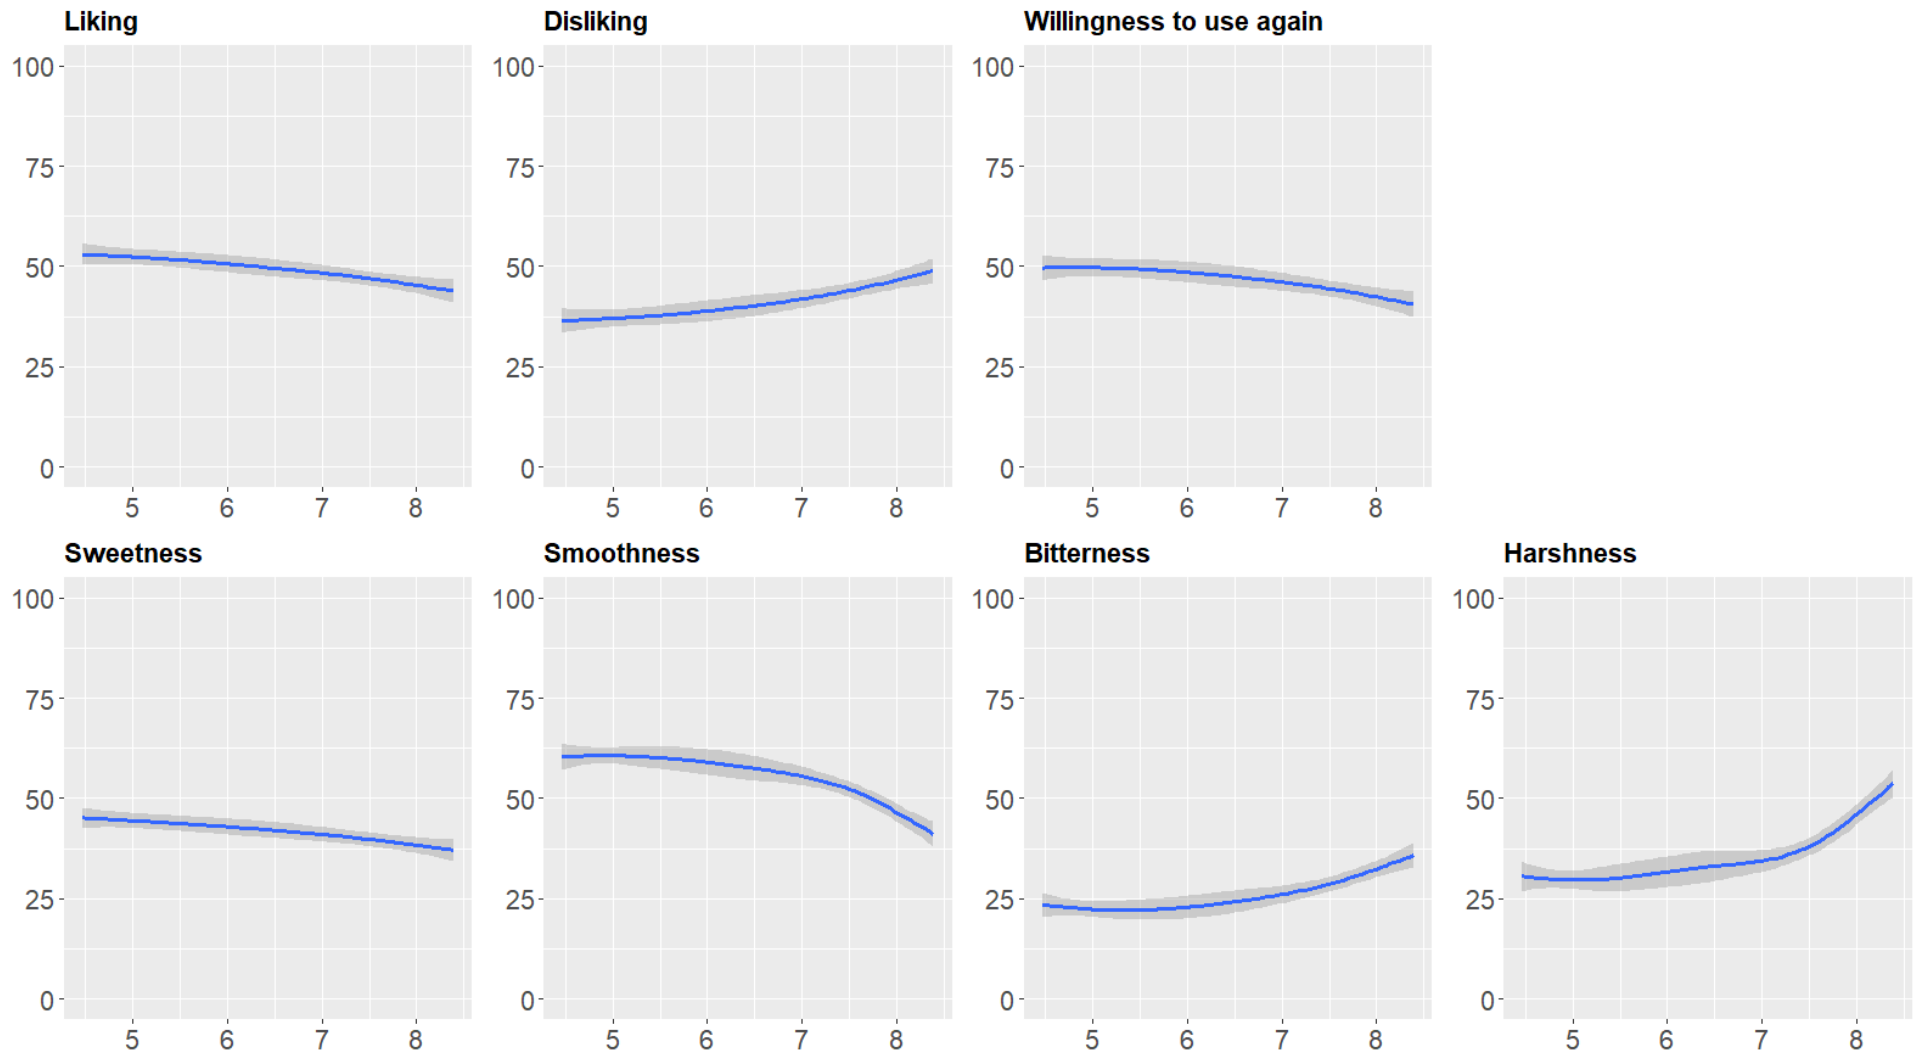 Liking Disliking Willingness to use again
100 100 100
75 75 75
50 50 50
25 25 25
0 0 0
5 6 7 8 5 6 7 8 5 6 7 8
Sweetness Smoothness Bitterness Harshness
100 100 100 100
75 75 75 75
50 50 50 50
25 25 25 25
0 0 0 0
5 6 7 8 5 6 7 8 5 6 7 8 5 6 7 8